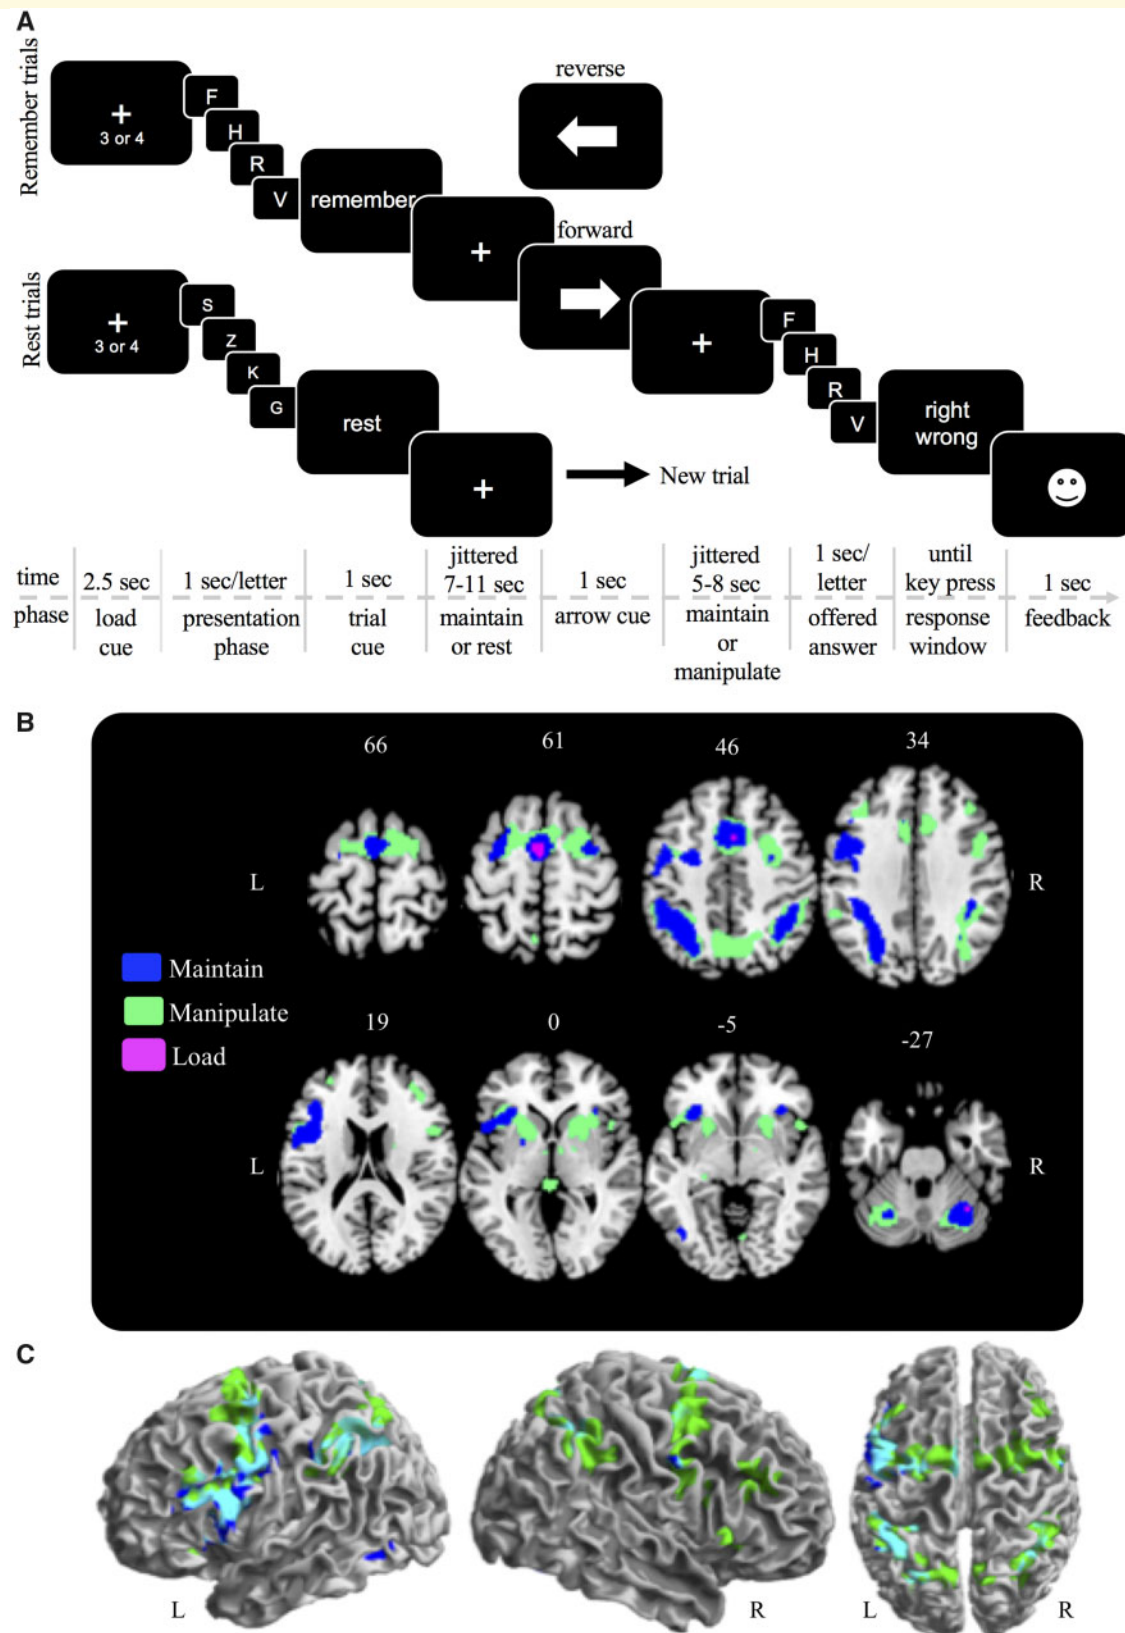 A
Remember trials
+
3 or 4
F
H
R
V
remember
+
reverse
forward
+
F
H
R
V
right
wrong
Rest trials
+
3 or 4
S
Z
K
G
rest
+
New trial
time
2.5 sec
1 sec/letter
1 sec
jittered
7-11 sec
1 sec
jittered
5-8 sec
1 sec/
letter
until
key press
1 sec
phase
load
cue
presentation
phase
trial
cue
maintain
or rest
arrow cue
maintain
or
manipulate
offered
answer
response
window
feedback
B
66
61
46
34
L
R
Maintain
Manipulate
Load
19
0
-5
-27
L
R
C
L
R
L
R